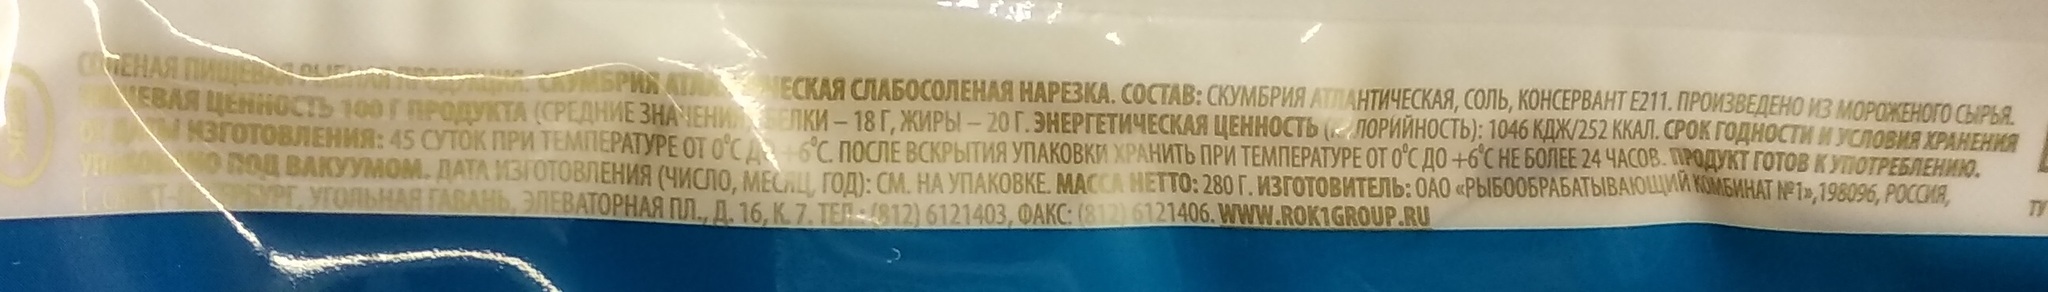 СОЛЕНАЯ ПИЩЕВАЯ РЫБНАЯ ПРОДУКЦИЯ. СКУМБРИЯ АТЛАНТИЧЕСКАЯ СЛАБОСОЛЕНАЯ НАРЕЗКА. СОСТАВ: СКУМБРИЯ АТЛАНТИЧЕСКАЯ, СОЛЬ, КОНСЕРВАНТ Е211. ПРОИЗВЕДЕНО ИЗ МОРОЖЕНОГО СЫРЬЯ.
ПИЩЕВАЯ ЦЕННОСТЬ 100 Г ПРОДУКТА (СРЕДНИЕ ЗНАЧЕНИЯ): БЕЛКИ – 18 Г, ЖИРЫ – 20 Г. ЭНЕРГЕТИЧЕСКАЯ ЦЕННОСТЬ (КАЛОРИЙНОСТЬ): 1046 КДЖ/252 ККАЛ. СРОК ГОДНОСТИ И УСЛОВИЯ ХРАНЕНИЯ
ОТ ДАТЫ ИЗГОТОВЛЕНИЯ: 45 СУТОК ПРИ ТЕМПЕРАТУРЕ ОТ 0°С ДО +6°С. ПОСЛЕ ВСКРЫТИЯ УПАКОВКИ ХРАНИТЬ ПРИ ТЕМПЕРАТУРЕ ОТ 0°С ДО +6°С НЕ БОЛЕЕ 24 ЧАСОВ. ПРОДУКТ ГОТОВ К УПОТРЕБЛЕНИЮ.
УПАКОВАНО ПОД ВАКУУМОМ. ДАТА ИЗГОТОВЛЕНИЯ (ЧИСЛО, МЕСЯЦ, ГОД): СМ. НА УПАКОВКЕ. МАССА НЕТТО: 280 Г. ИЗГОТОВИТЕЛЬ: ОАО «РЫБООБРАБАТЫВАЮЩИЙ КОМБИНАТ №1», 198096, РОССИЯ,
Г. САНКТ-ПЕТЕРБУРГ, УГОЛЬНАЯ ГАВАНЬ, ЭЛЕВАТОРНАЯ ПЛ., Д. 16, К. 7. ТЕЛ.: (812) 6121403, ФАКС: (812) 6121406. WWW.ROK1GROUP.RU
ТУ